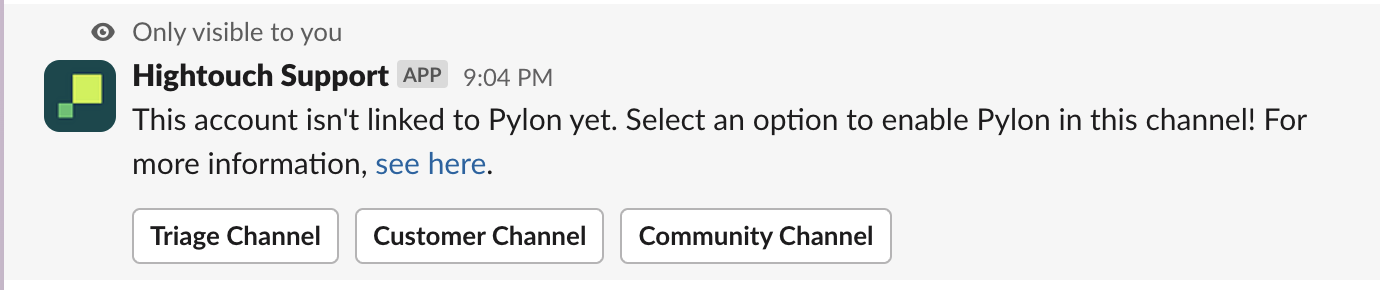 Only visible to you
Hightouch Support APP 9:04 PM
This account isn't linked to Pylon yet. Select an option to enable Pylon in this channel! For
more information, see here.
Triage Channel Customer Channel Community Channel